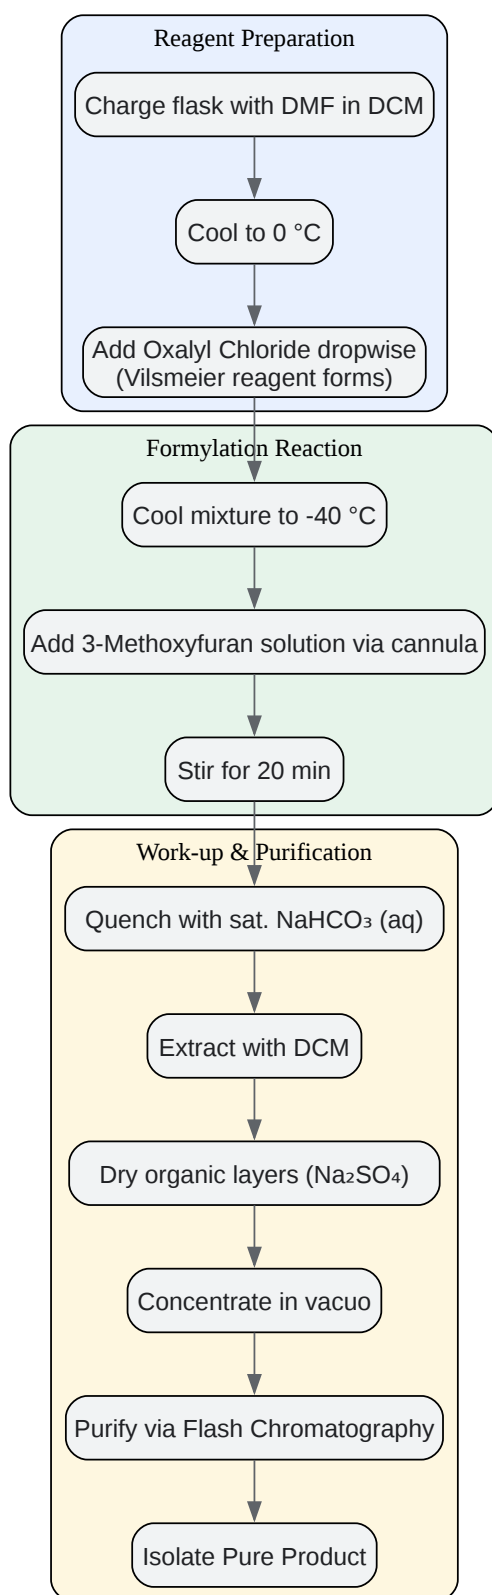 Reagent Preparation
Charge flask with DMF in DCM
Cool to 0 °C
Add Oxalyl Chloride dropwise
(Vilsmeier reagent forms)
Formylation Reaction
Cool mixture to -40 °C
Add 3-Methoxyfuran solution via cannula
Stir for 20 min
Work-up & Purification
Quench with sat. NaHCO₃ (aq)
Extract with DCM
Dry organic layers (Na₂SO₄)
Concentrate in vacuo
Purify via Flash Chromatography
Isolate Pure Product